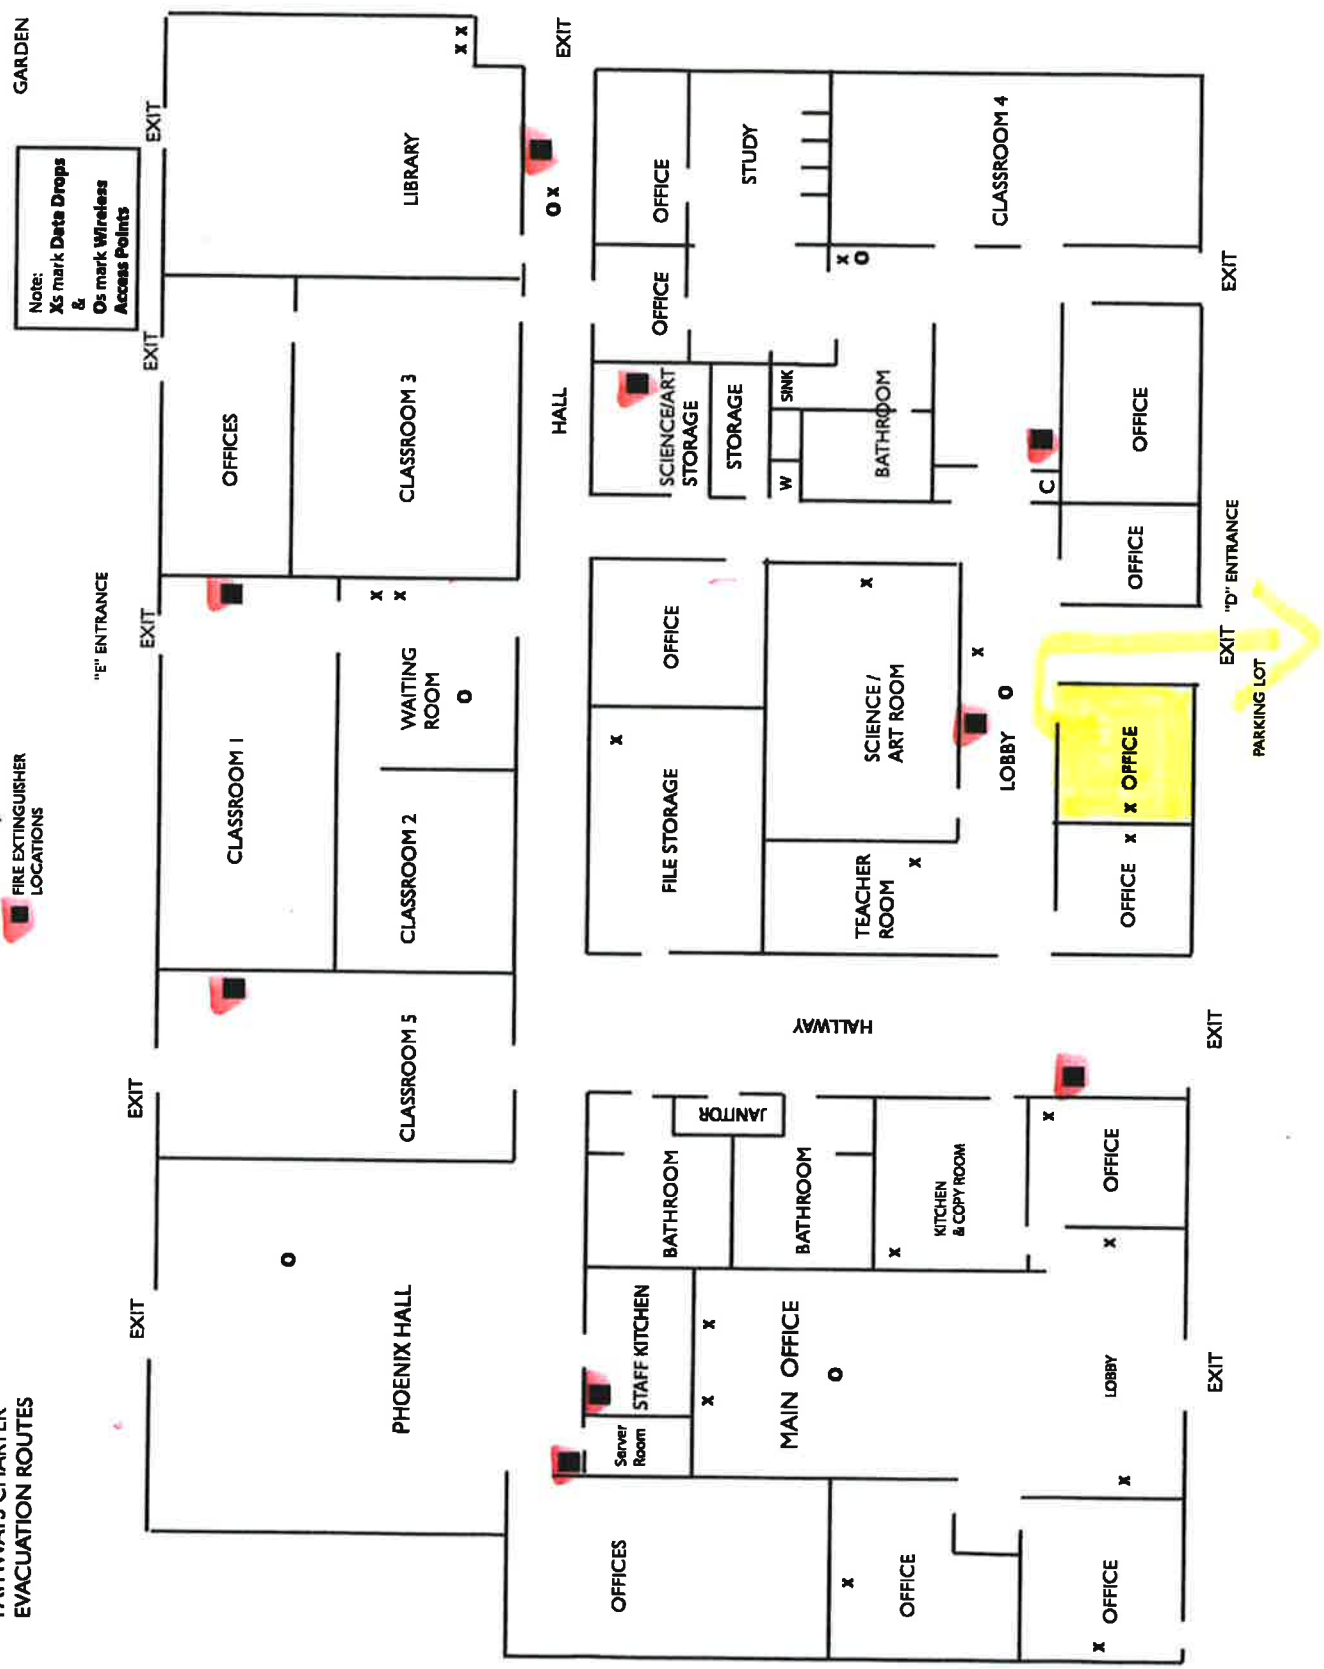 PATHWAYS CHARTER
EVACUATION ROUTES
FIRE EXTINGUISHER
LOCATIONS
GARDEN
Note:
Xs mark Data Drops
&
Os mark Wireless
Access Points
"E" ENTRANCE
EXIT
EXIT
EXIT
EXIT
EXIT
PHOENIX HALL
O
CLASSROOM 5
CLASSROOM 1
CLASSROOM 2
WAITING
ROOM
O
X
X
OFFICES
CLASSROOM 3
LIBRARY
X X
O X
EXIT
HALL
OFFICES
Server
Room
STAFF KITCHEN
X X
BATHROOM
JANITOR
BATHROOM
MAIN OFFICE
O
KITCHEN
& COPY ROOM
X
OFFICE
X
OFFICE
X
X
LOBBY
X
OFFICE
X
HALLWAY
FILE STORAGE
X
OFFICE
TEACHER
ROOM
X
SCIENCE /
ART ROOM
X
X
LOBBY
O
OFFICE
X
X OFFICE
SCIENCE/ART
STORAGE
STORAGE
W
SINK
BATHROOM
OFFICE
OFFICE
STUDY
X
O
CLASSROOM 4
C
OFFICE
OFFICE
EXIT
EXIT
EXIT
"D" ENTRANCE
EXIT
PARKING LOT